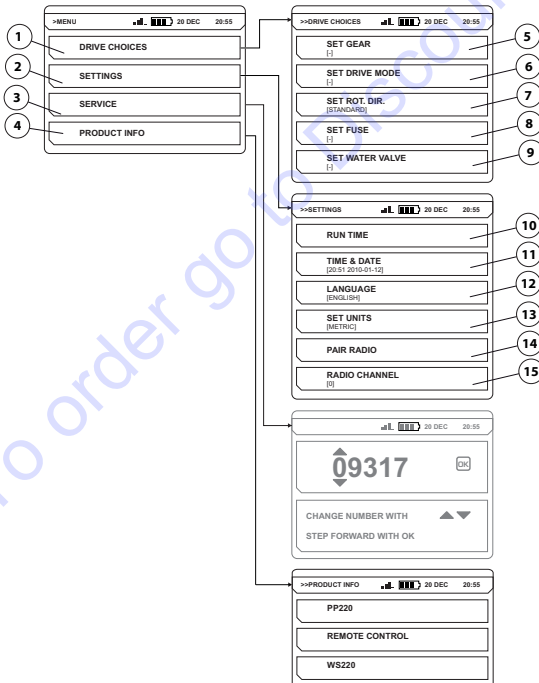 >MENU 20 DEC 20:55
1 DRIVE CHOICES
2 SETTINGS
3 SERVICE
4 PRODUCT INFO
>>DRIVE CHOICES 20 DEC 20:55
SET GEAR
[-]
5
SET DRIVE MODE
[-]
6
SET ROT. DIR.
[STANDARD]
7
SET FUSE
[-]
8
SET WATER VALVE
[-]
9
>>SETTINGS 20 DEC 20:55
RUN TIME
10
TIME & DATE
[20:51 2010-01-12]
11
LANGUAGE
[ENGLISH]
12
SET UNITS
[METRIC]
13
PAIR RADIO
14
RADIO CHANNEL
[0]
15
20 DEC 20:55
09317 OK
CHANGE NUMBER WITH
STEP FORWARD WITH OK
>>PRODUCT INFO 20 DEC 20:55
PP220
REMOTE CONTROL
WS220
o order go to Discou